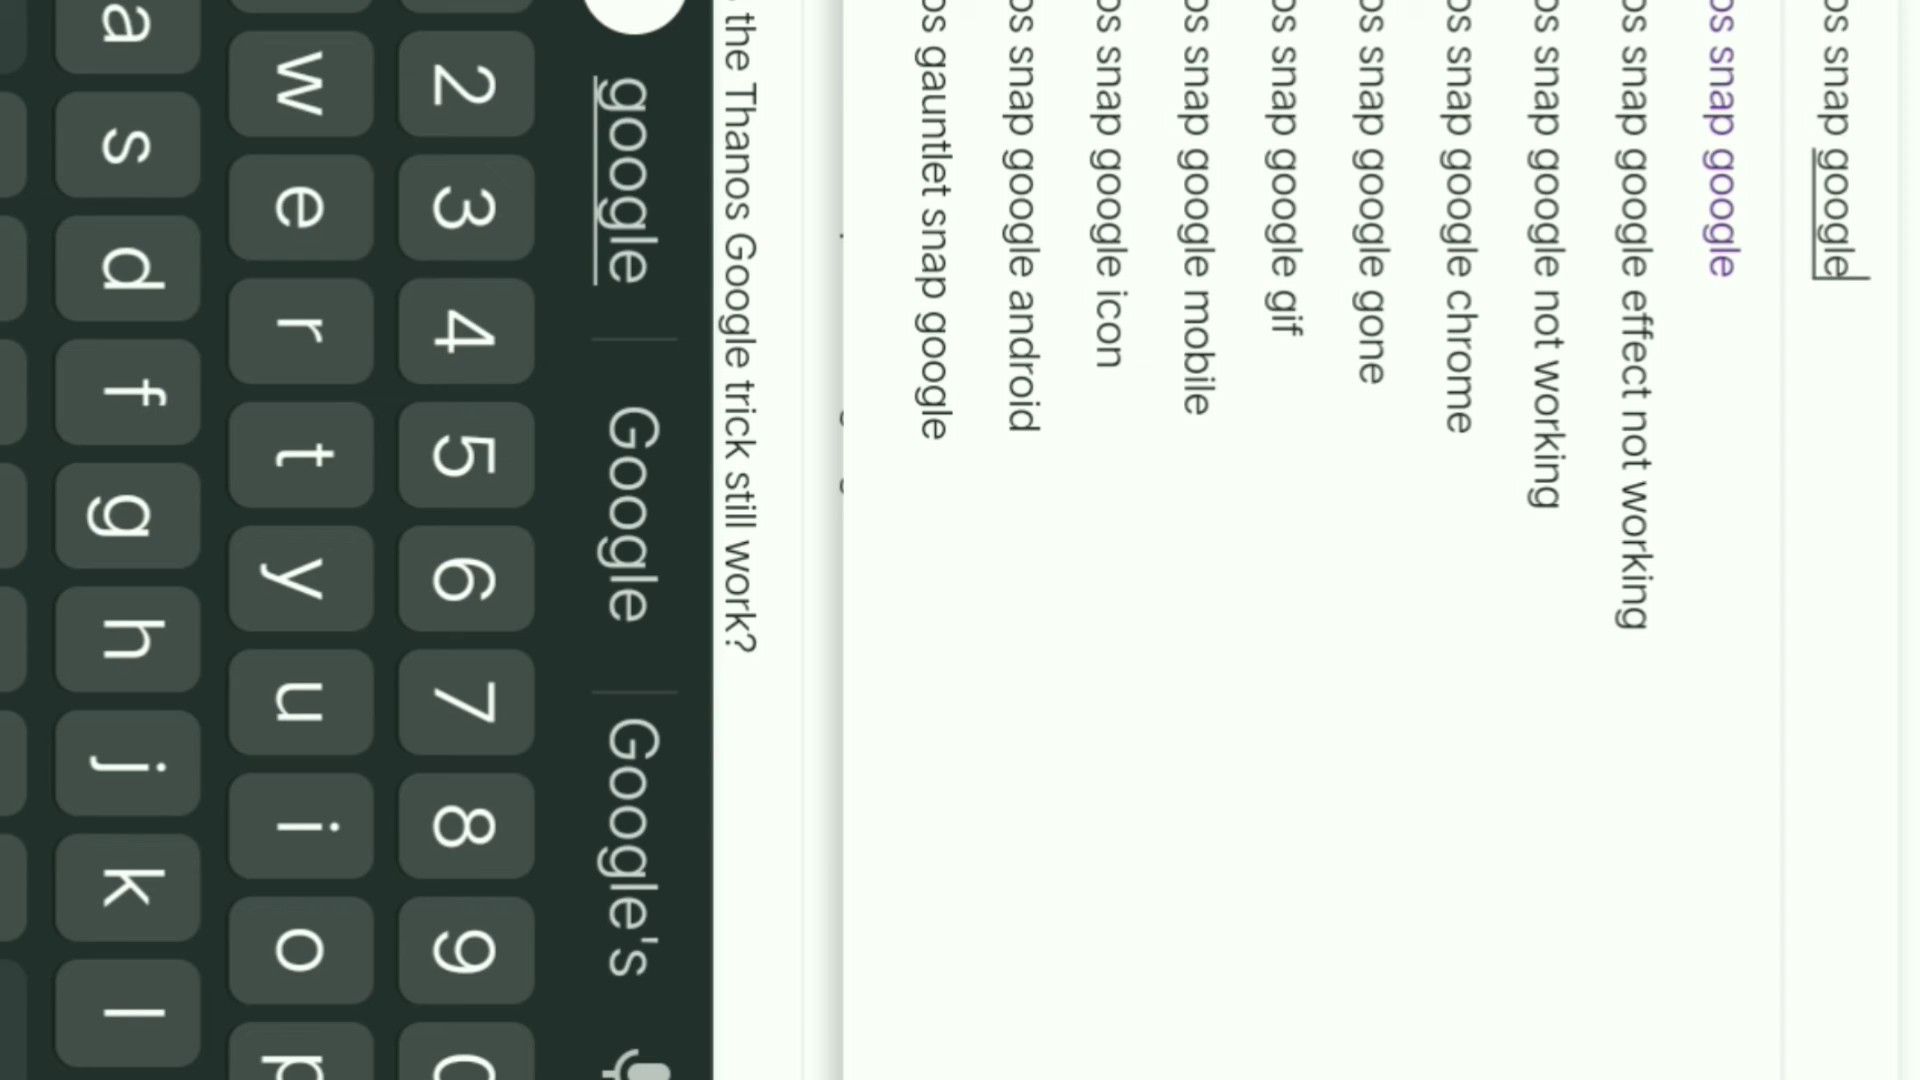 os snap google
os snap google
os snap google effect not working
os snap google not working
os snap google chrome
os snap google gone
os snap google gif
os snap google mobile
os snap google icon
os snap google android
os gauntlet snap google
the Thanos Google trick still work?
google Google Google's
2 3 4 5 6 7 8 9 0
w e r t y u i o p
a s d f g h j k l